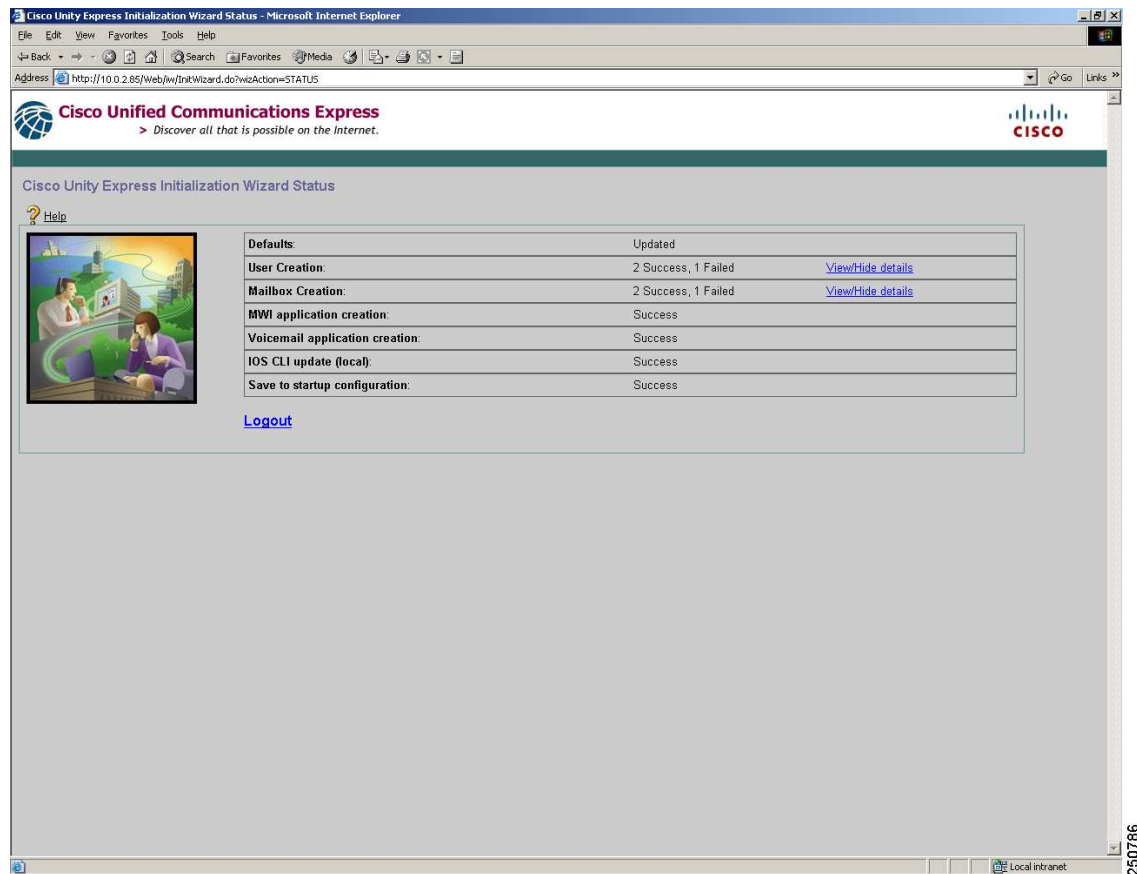 Cisco Unity Express Initialization Wizard Status - Microsoft Internet Explorer
File Edit View Favorites Tools Help
Back Search Favorites Media
Address http://10.0.2.85/Web/iw/InitWizard.do?wizAction=STATUS Go Links »
Cisco Unified Communications Express
> Discover all that is possible on the Internet.
CISCO
Cisco Unity Express Initialization Wizard Status
? Help
Defaults: Updated
User Creation: 2 Success, 1 Failed View/Hide details
Mailbox Creation: 2 Success, 1 Failed View/Hide details
MWI application creation: Success
Voicemail application creation: Success
IOS CLI update (local): Success
Save to startup configuration: Success
Logout
Local intranet
250786